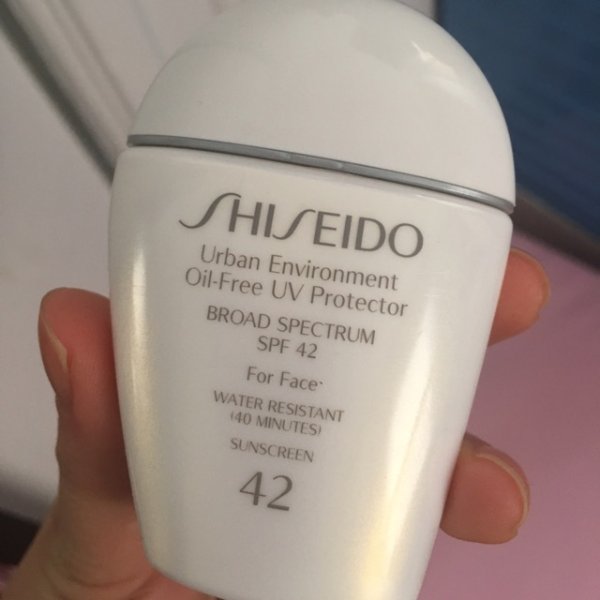 SHISEIDO
Urban Environment
Oil-Free UV Protector
BROAD SPECTRUM
SPF 42
For Face
WATER RESISTANT
(40 MINUTES)
SUNSCREEN
42